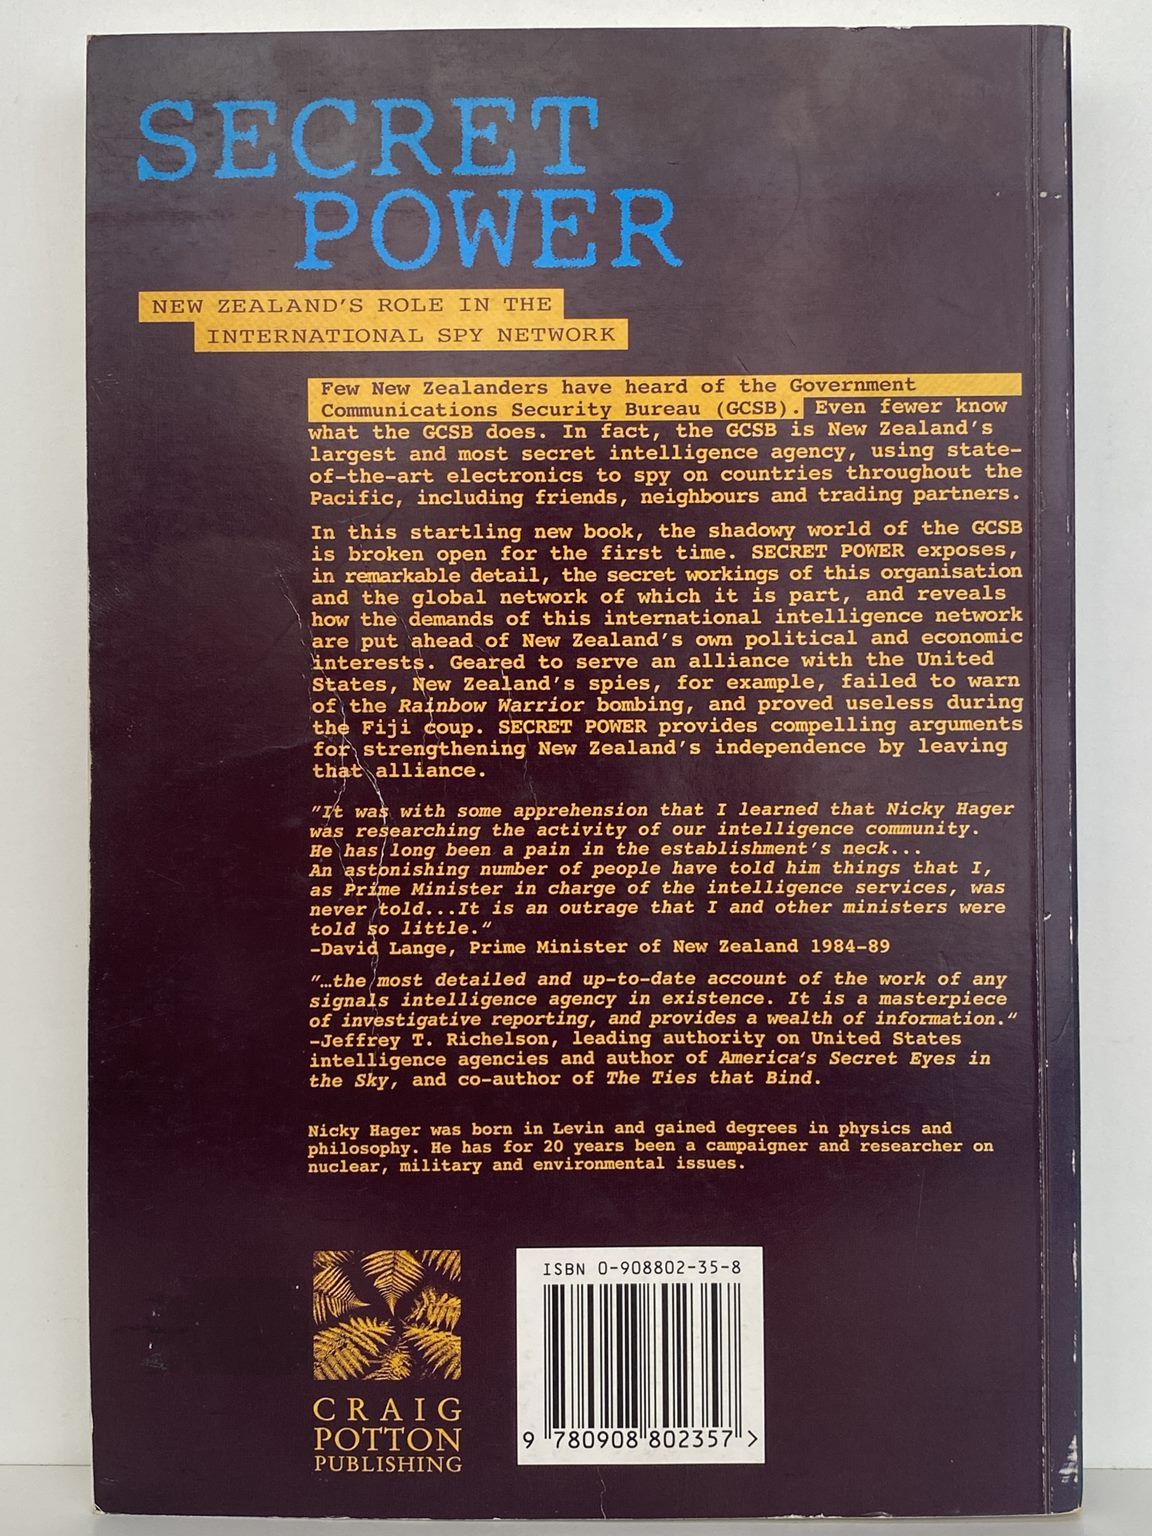 SECRET
POWER
NEW ZEALAND'S ROLE IN THE
INTERNATIONAL SPY NETWORK
Few New Zealanders have heard of the Government
Communications Security Bureau (GCSB). Even fewer know
what the GCSB does. In fact, the GCSB is New Zealand's
largest and most secret intelligence agency, using state-
of-the-art electronics to spy on countries throughout the
Pacific, including friends, neighbours and trading partners.
In this startling new book, the shadowy world of the GCSB
is broken open for the first time. SECRET POWER exposes,
in remarkable detail, the secret workings of this organisation
and the global network of which it is part, and reveals
how the demands of this international intelligence network
are put ahead of New Zealand's own political and economic
interests. Geared to serve an alliance with the United
States, New Zealand's spies, for example, failed to warn
of the Rainbow Warrior bombing, and proved useless during
the Fiji coup. SECRET POWER provides compelling arguments
for strengthening New Zealand's independence by leaving
that alliance.
"It was with some apprehension that I learned that Nicky Hager
was researching the activity of our intelligence community.
He has long been a pain in the establishment's neck...
An astonishing number of people have told him things that I,
as Prime Minister in charge of the intelligence services, was
never told...It is an outrage that I and other ministers were
told so little."
-David Lange, Prime Minister of New Zealand 1984-89
"…the most detailed and up-to-date account of the work of any
signals intelligence agency in existence. It is a masterpiece
of investigative reporting, and provides a wealth of information."
-Jeffrey T. Richelson, leading authority on United States
intelligence agencies and author of America's Secret Eyes in
the Sky, and co-author of The Ties that Bind.
Nicky Hager was born in Levin and gained degrees in physics and
philosophy. He has for 20 years been a campaigner and researcher on
nuclear, military and environmental issues.
CRAIG
POTTON
PUBLISHING
ISBN 0-908802-35-8
9 780908 802357 >